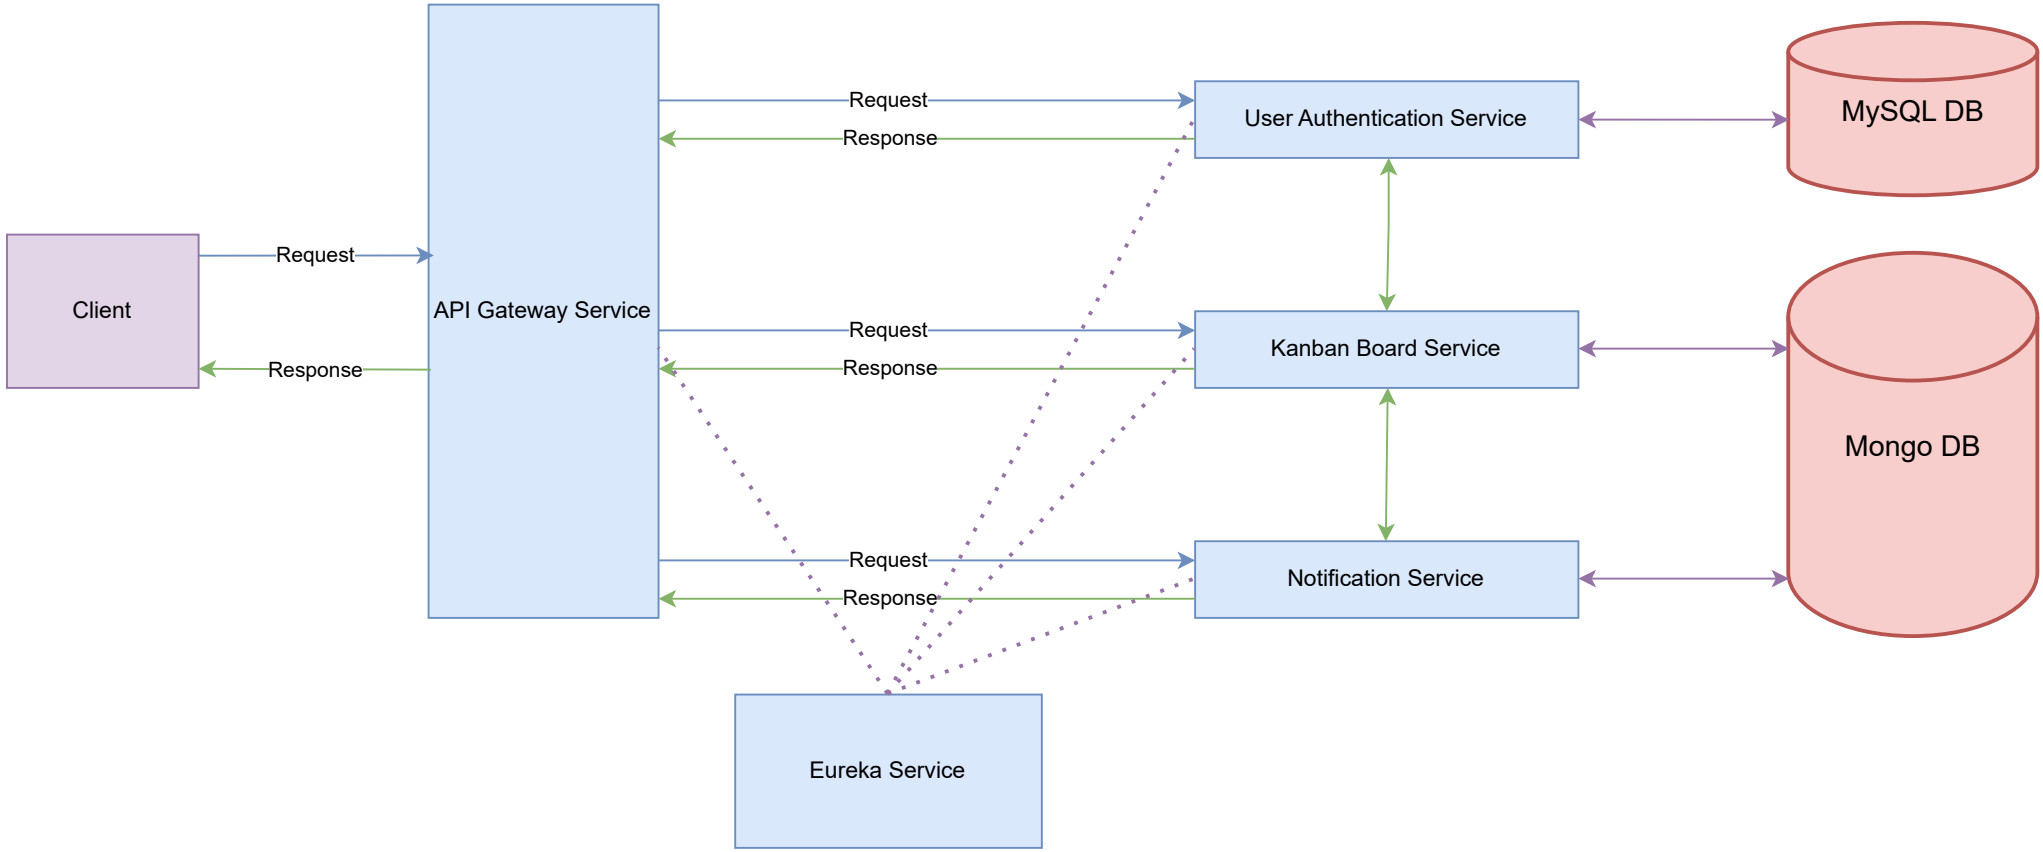 Request
User Authentication Service
MySQL DB
Response
Request
Client
API Gateway Service
Response
Request
Kanban Board Service
Response
Mongo DB
Request
Notification Service
Response
Eureka Service